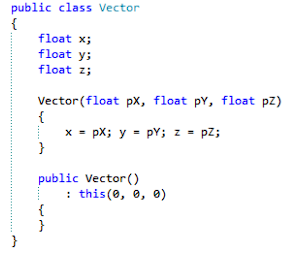 public class Vector
{
float x;
float y;
float z;
Vector(float pX, float pY, float pZ)
{
x = pX; y = pY; z = pZ;
}
public Vector()
: this(0, 0, 0)
{
}
}